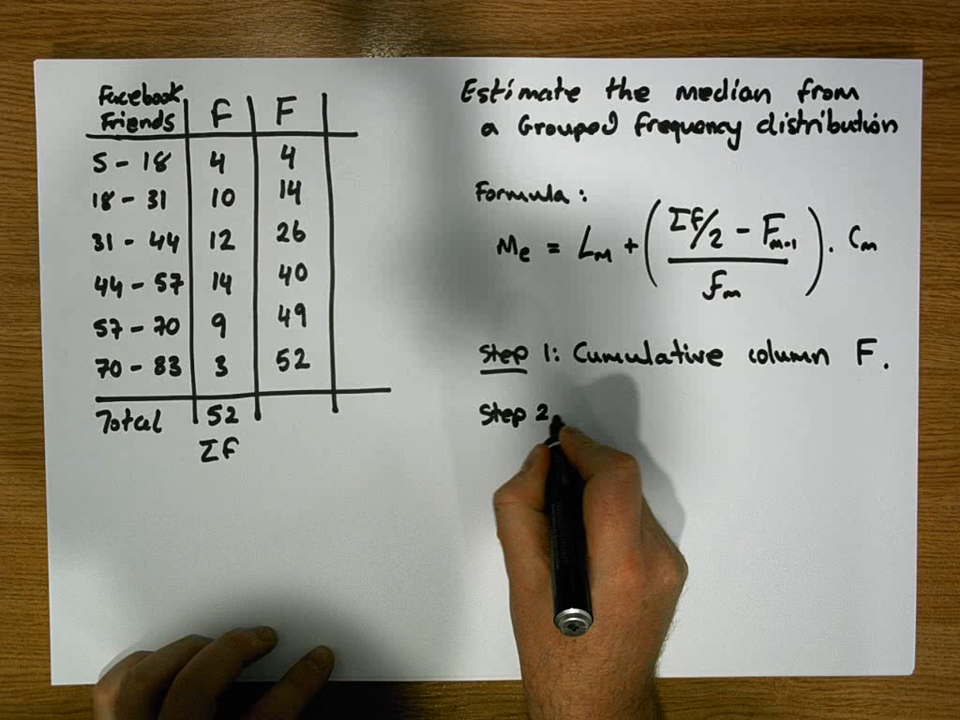 Facebook Friends | F | F |
5 - 18 | 4 | 4
18 - 31 | 10 | 14
31 - 44 | 12 | 26
44 - 57 | 14 | 40
57 - 70 | 9 | 49
70 - 83 | 3 | 52
Total | 52
Σf
Estimate the median from
a Grouped frequency distribution
Formula:
Me = Lm + ( (Σf/2 - Fm-1) / fm ) . Cm
Step 1: Cumulative column F.
Step 2